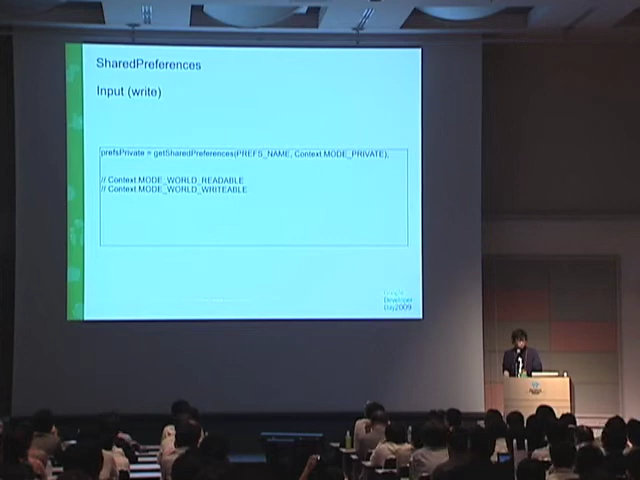 SharedPreferences
Input (write)
prefsPrivate = getSharedPreferences(PREFS_NAME, Context.MODE_PRIVATE);
// Context.MODE_WORLD_READABLE
// Context.MODE_WORLD_WRITEABLE
Google
Developer
Day2009